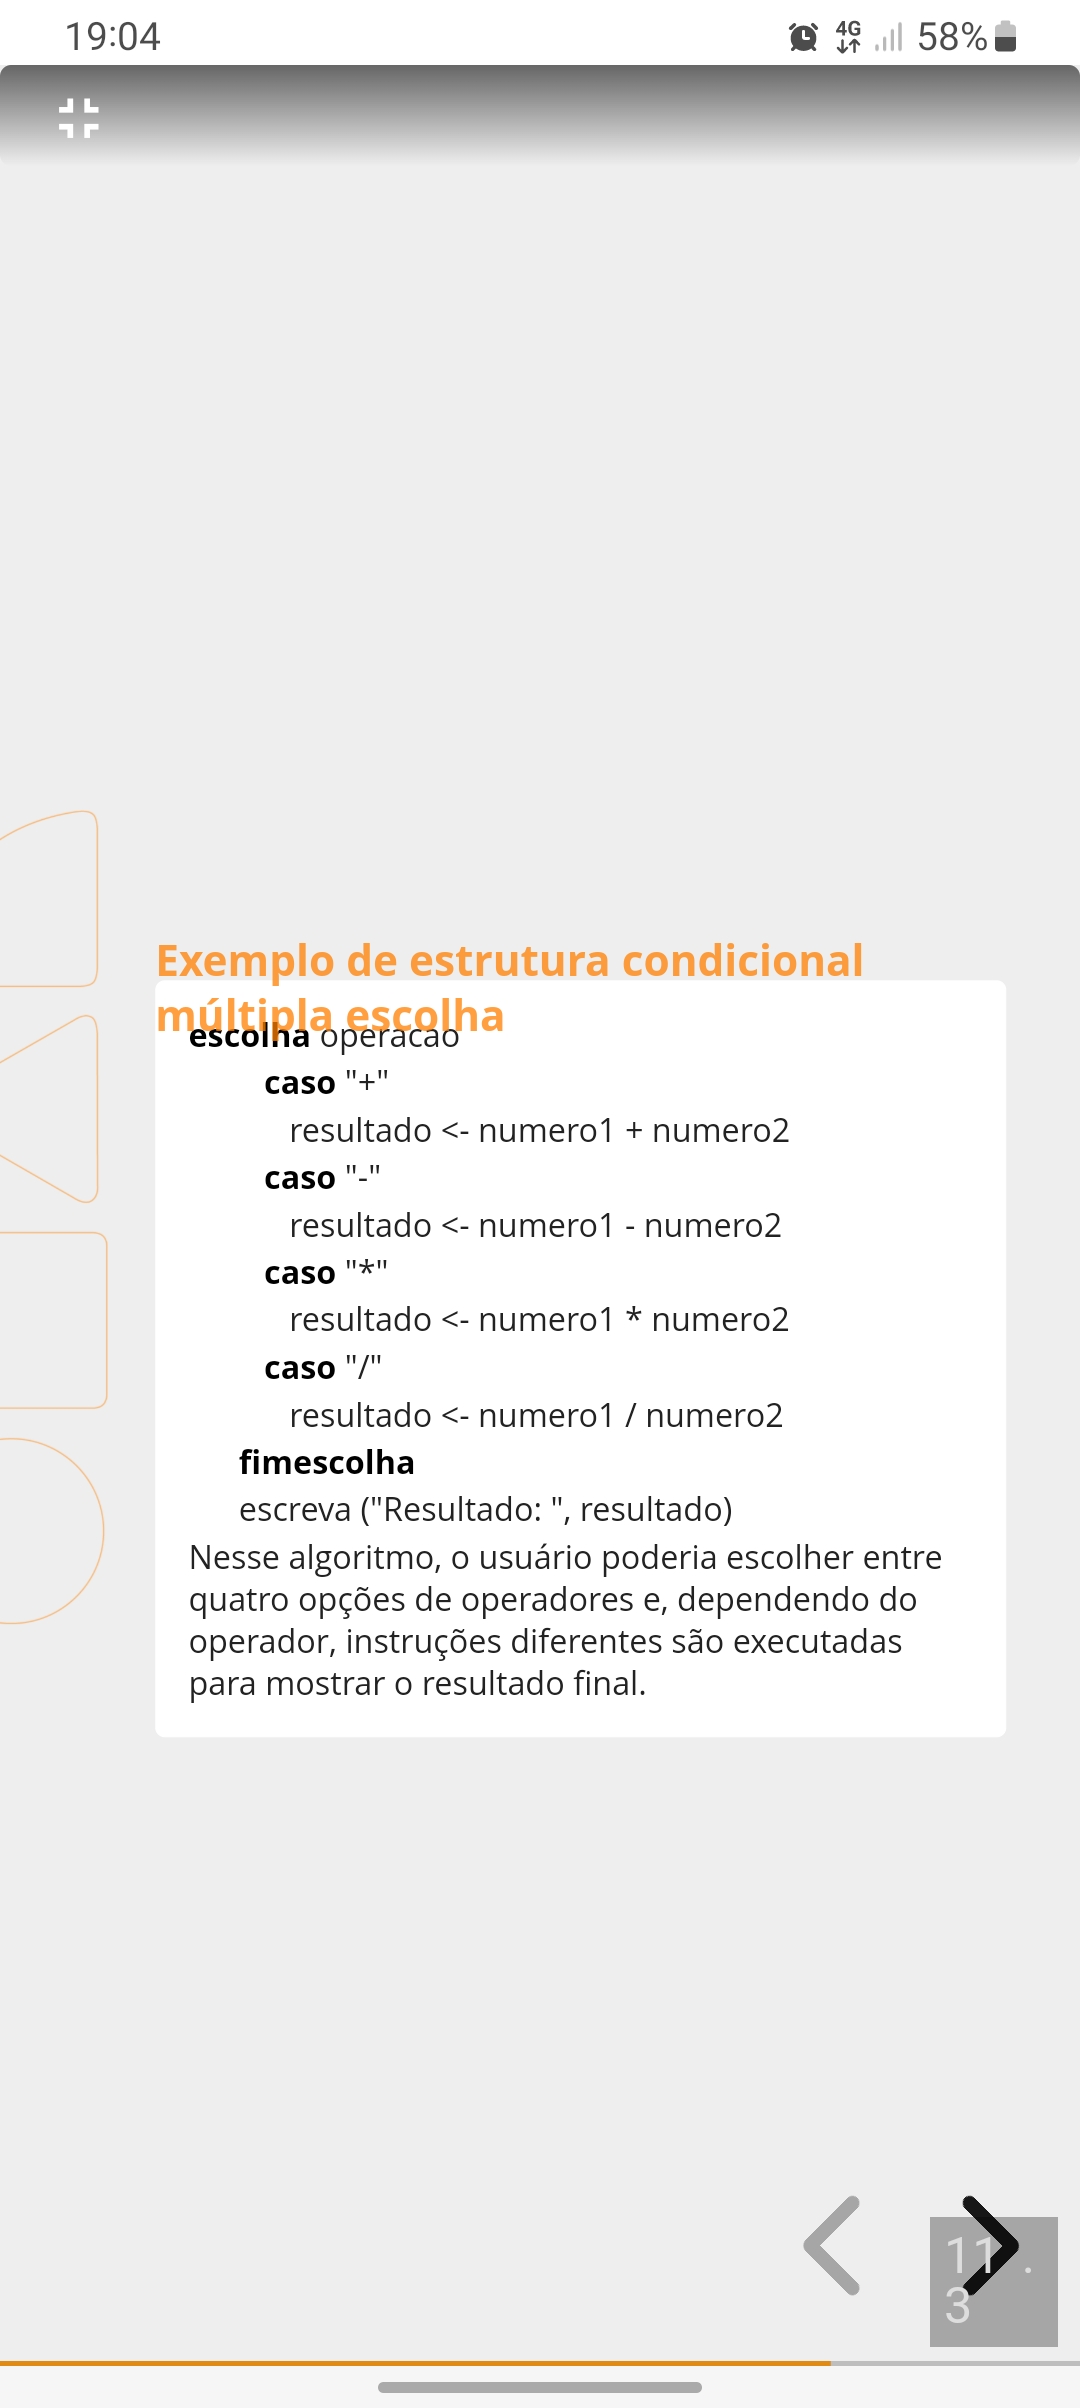 19:04
4G
58%
Exemplo de estrutura condicional
múltipla escolha
escolha operacao
caso "+"
resultado <- numero1 + numero2
caso "-"
resultado <- numero1 - numero2
caso "*"
resultado <- numero1 * numero2
caso "/"
resultado <- numero1 / numero2
fimescolha
escreva ("Resultado: ", resultado)
Nesse algoritmo, o usuário poderia escolher entre
quatro opções de operadores e, dependendo do
operador, instruções diferentes são executadas
para mostrar o resultado final.
11 .
3